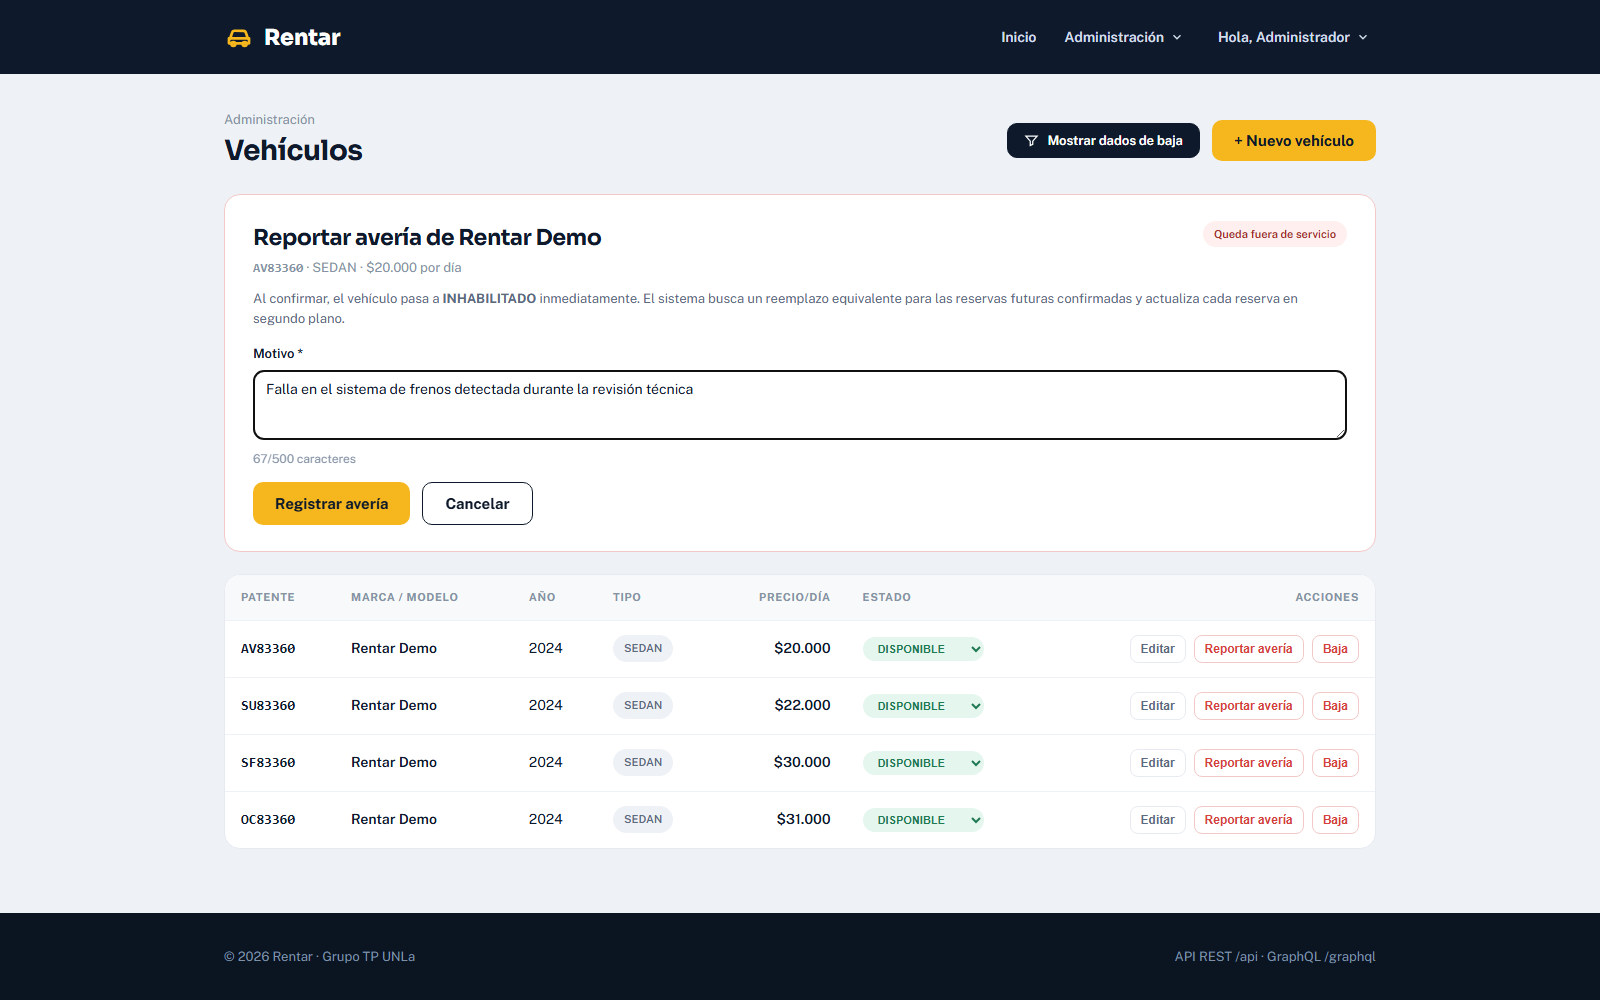 Rentar
Inicio
Administración
Hola, Administrador
Administración
Vehículos
Mostrar dados de baja
+ Nuevo vehículo
Reportar avería de Rentar Demo
Queda fuera de servicio
AV83360 · SEDAN · $20.000 por día
Al confirmar, el vehículo pasa a INHABILITADO inmediatamente. El sistema busca un reemplazo equivalente para las reservas futuras confirmadas y actualiza cada reserva en
segundo plano.
Motivo *
Falla en el sistema de frenos detectada durante la revisión técnica
67/500 caracteres
Registrar avería
Cancelar
PATENTE MARCA / MODELO AÑO TIPO PRECIO/DÍA ESTADO ACCIONES
AV83360 Rentar Demo 2024 SEDAN $20.000 DISPONIBLE Editar Reportar avería Baja
SU83360 Rentar Demo 2024 SEDAN $22.000 DISPONIBLE Editar Reportar avería Baja
SF83360 Rentar Demo 2024 SEDAN $30.000 DISPONIBLE Editar Reportar avería Baja
OC83360 Rentar Demo 2024 SEDAN $31.000 DISPONIBLE Editar Reportar avería Baja
© 2026 Rentar · Grupo TP UNLa
API REST /api · GraphQL /graphql